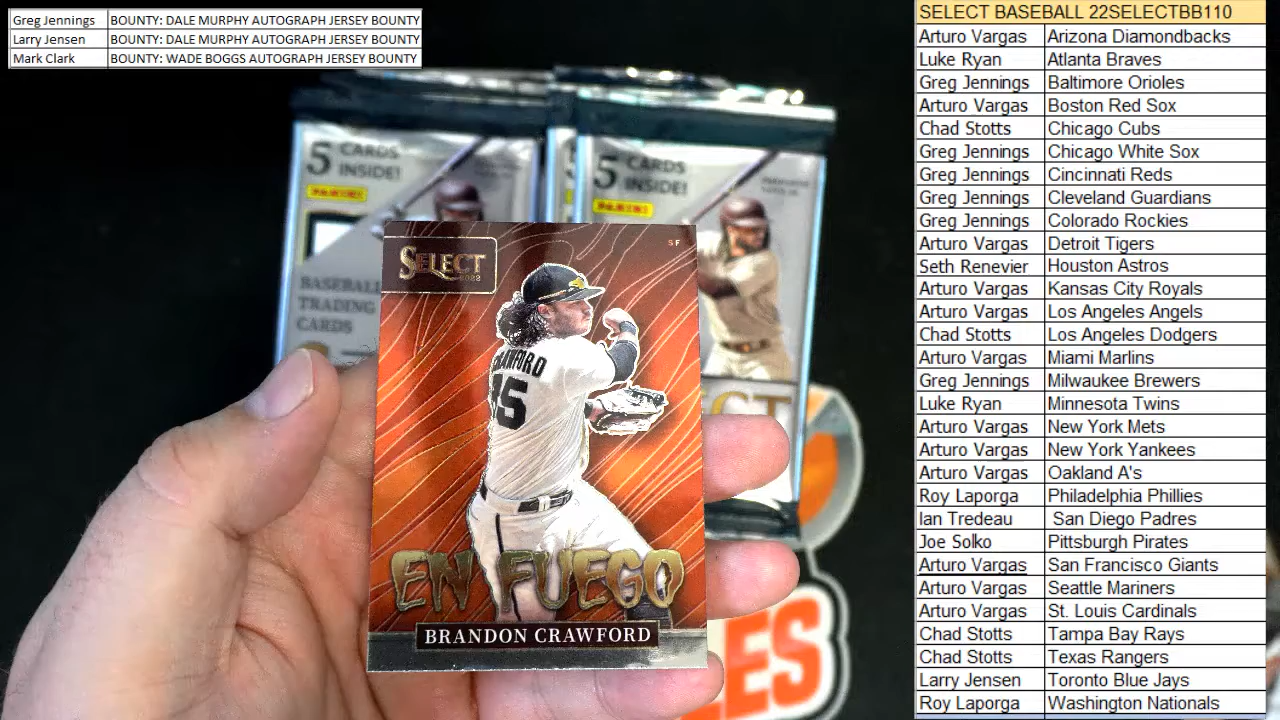 Greg Jennings BOUNTY: DALE MURPHY AUTOGRAPH JERSEY BOUNTY
Larry Jensen BOUNTY: DALE MURPHY AUTOGRAPH JERSEY BOUNTY
Mark Clark BOUNTY: WADE BOGGS AUTOGRAPH JERSEY BOUNTY
5 CARDS INSIDE!
PANINI
BASEBALL
TRADING
CARDS
5 CARDS INSIDE!
PANINI
SELECT
2022
SF
CRAWFORD
15
EN FUEGO
BRANDON CRAWFORD
SELECT BASEBALL 22SELECTBB110
Arturo Vargas Arizona Diamondbacks
Luke Ryan Atlanta Braves
Greg Jennings Baltimore Orioles
Arturo Vargas Boston Red Sox
Chad Stotts Chicago Cubs
Greg Jennings Chicago White Sox
Greg Jennings Cincinnati Reds
Greg Jennings Cleveland Guardians
Greg Jennings Colorado Rockies
Arturo Vargas Detroit Tigers
Seth Renevier Houston Astros
Arturo Vargas Kansas City Royals
Arturo Vargas Los Angeles Angels
Chad Stotts Los Angeles Dodgers
Arturo Vargas Miami Marlins
Greg Jennings Milwaukee Brewers
Luke Ryan Minnesota Twins
Arturo Vargas New York Mets
Arturo Vargas New York Yankees
Arturo Vargas Oakland A's
Roy Laporga Philadelphia Phillies
Ian Tredeau San Diego Padres
Joe Solko Pittsburgh Pirates
Arturo Vargas San Francisco Giants
Arturo Vargas Seattle Mariners
Arturo Vargas St. Louis Cardinals
Chad Stotts Tampa Bay Rays
Chad Stotts Texas Rangers
Larry Jensen Toronto Blue Jays
Roy Laporga Washington Nationals